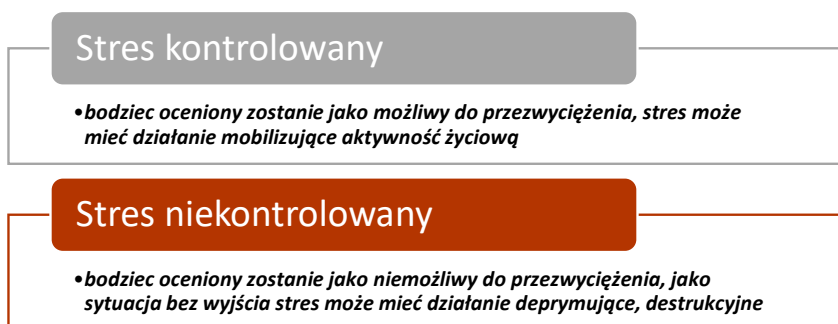 Stres kontrolowany
•bodziec oceniony zostanie jako możliwy do przezwyciężenia, stres może
mieć działanie mobilizujące aktywność życiową
Stres niekontrolowany
•bodziec oceniony zostanie jako niemożliwy do przezwyciężenia, jako
sytuacja bez wyjścia stres może mieć działanie deprymujące, destrukcyjne